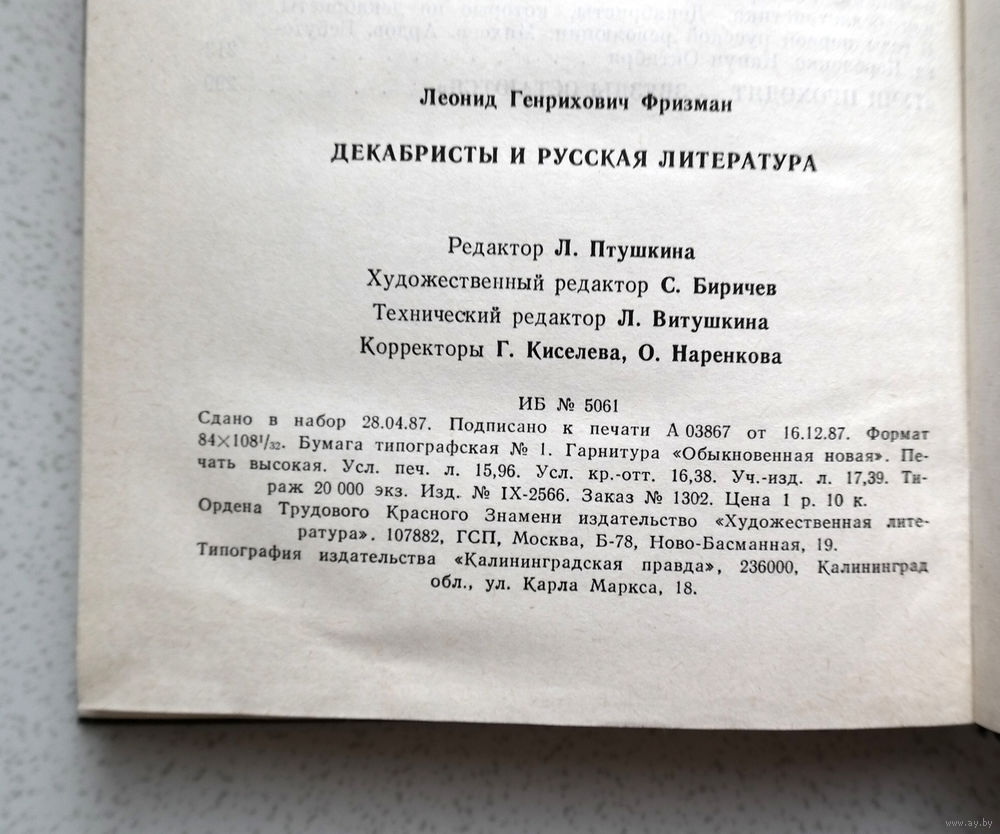 Леонид Генрихович Фризман
ДЕКАБРИСТЫ И РУССКАЯ ЛИТЕРАТУРА
Редактор Л. Птушкина
Художественный редактор С. Биричев
Технический редактор Л. Витушкина
Корректоры Г. Киселева, О. Наренкова
ИБ № 5061
Сдано в набор 28.04.87. Подписано к печати А 03867 от 16.12.87. Формат
84×108¹/₃₂. Бумага типографская № 1. Гарнитура «Обыкновенная новая». Пе-
чать высокая. Усл. печ. л. 15,96. Усл. кр.-отт. 16,38. Уч.-изд. л. 17,39. Ти-
раж 20 000 экз. Изд. № IX-2566. Заказ № 1302. Цена 1 р. 10 к.
Ордена Трудового Красного Знамени издательство «Художественная лите-
ратура». 107882, ГСП, Москва, Б-78, Ново-Басманная, 19.
Типография издательства «Калининградская правда», 236000, Калининград
обл., ул. Карла Маркса, 18.
www.ay.by